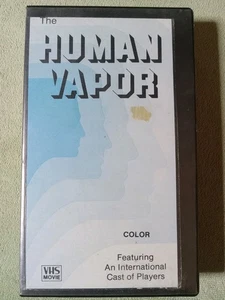 The
HUMAN
VAPOR
COLOR
Featuring
An International
Cast of Players
VHS
MOVIE